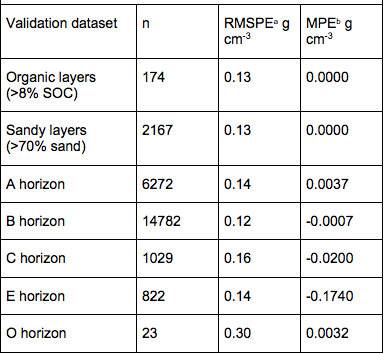 Validation dataset n RMSPEᵃ g MPEᵇ g
cm⁻³ cm⁻³
Organic layers 174 0.13 0.0000
(>8% SOC)
Sandy layers 2167 0.13 0.0000
(>70% sand)
A horizon 6272 0.14 0.0037
B horizon 14782 0.12 -0.0007
C horizon 1029 0.16 -0.0200
E horizon 822 0.14 -0.1740
O horizon 23 0.30 0.0032